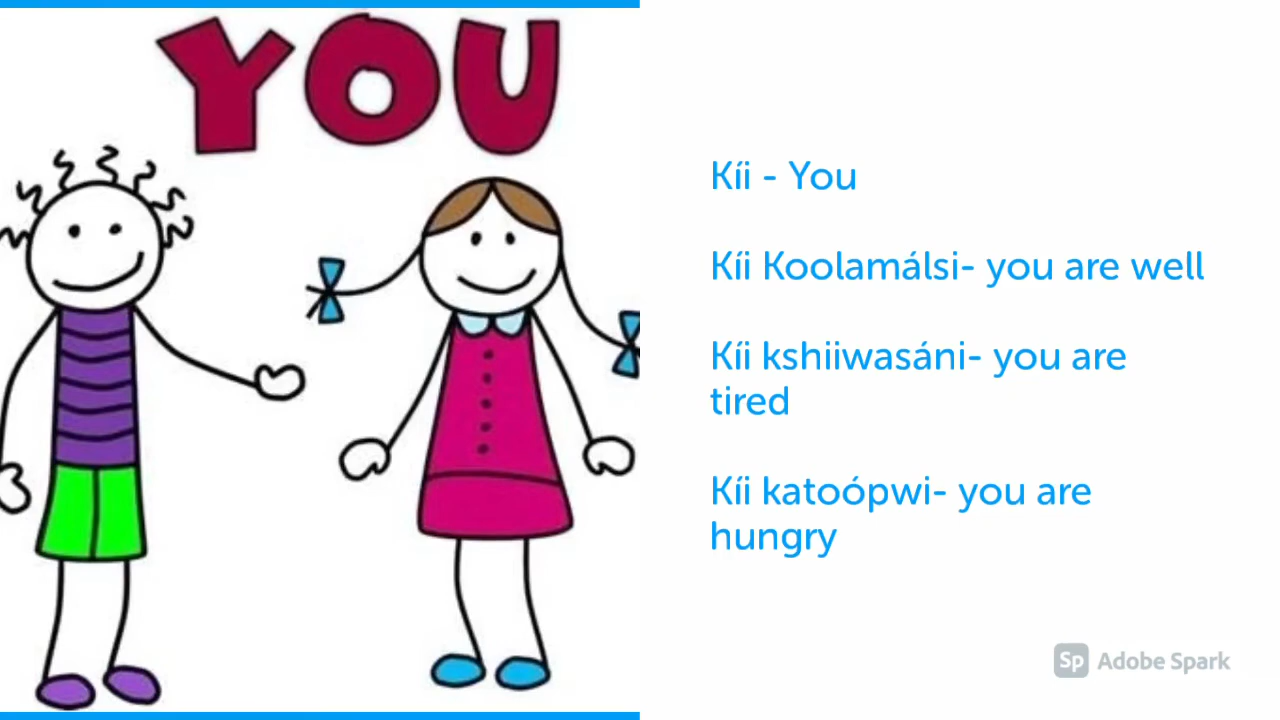 YOU
Kíi - You
Kíi Koolamálsi- you are well
Kíi kshiiwasáni- you are
tired
Kíi katoópwi- you are
hungry
Sp Adobe Spark